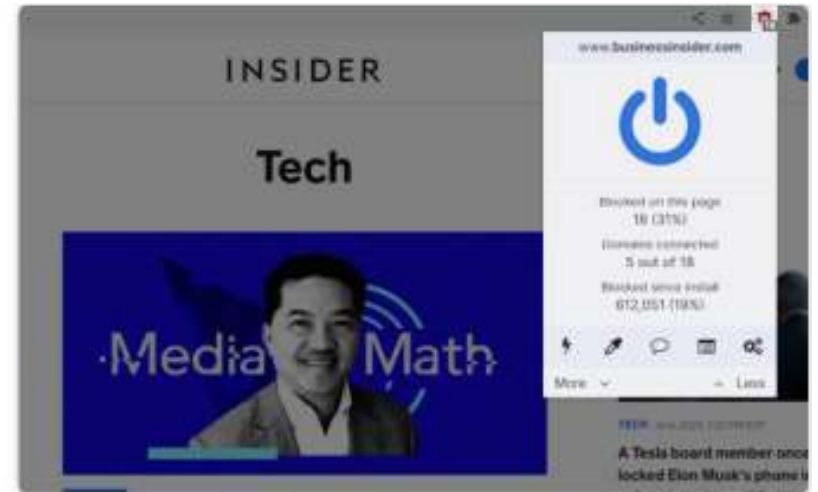 INSIDER
Tech
Media Math
www.businessinsider.com
Blocked on this page
18 (31%)
Domains connected
5 out of 18
Blocked since install
612,051 (19%)
More
Less
TECH
A Tesla board member once
locked Elon Musk's phone